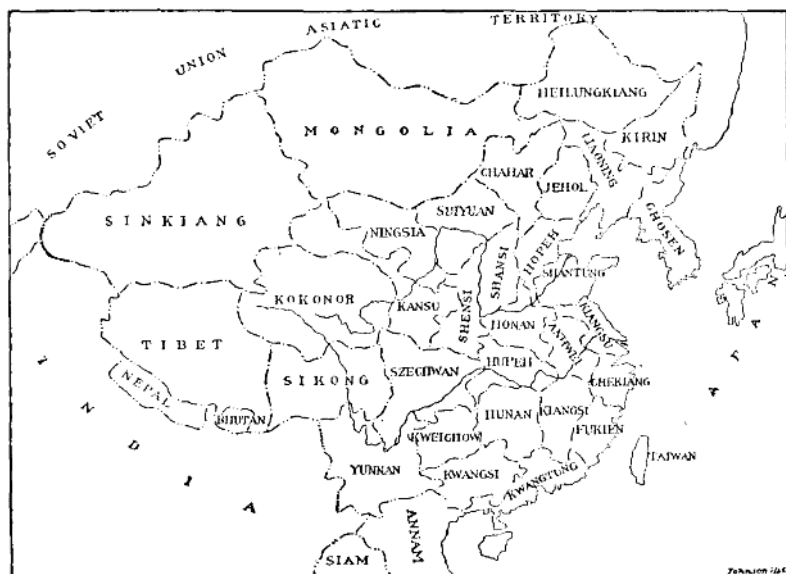 ASIATIC TERRITORY
SOVIET UNION
HEILUNGKIANG
MONGOLIA
KIRIN
LIAONING
CHAHAR
JEHOL
SINKIANG
SUIYUAN
NINGSIA
CHOSEN
HOPEH
SHANSI
SHANTUNG
KOKONOR
KANSU
SHENSI
KIANGSU
HONAN
ANHWEI
TIBET
JAPAN
SIKONG
SZECHWAN
HUPEH
NEPAL
CHEKIANG
BHUTAN
HUNAN
KIANGSI
KWEICHOW
FUKIEN
INDIA
YUNNAN
KWANGSI
KWANGTUNG
TAIWAN
ANNAM
SIAM